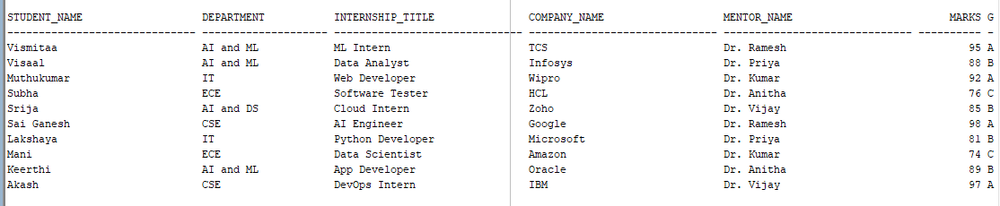 STUDENT_NAME DEPARTMENT INTERNSHIP_TITLE COMPANY_NAME MENTOR_NAME MARKS G
------------------------------ -------------------- ------------------------------ ------------------------------ ------------------------------ ---------- -
Vismitaa AI and ML ML Intern TCS Dr. Ramesh 95 A
Visaal AI and ML Data Analyst Infosys Dr. Priya 88 B
Muthukumar IT Web Developer Wipro Dr. Kumar 92 A
Subha ECE Software Tester HCL Dr. Anitha 76 C
Srija AI and DS Cloud Intern Zoho Dr. Vijay 85 B
Sai Ganesh CSE AI Engineer Google Dr. Ramesh 98 A
Lakshaya IT Python Developer Microsoft Dr. Priya 81 B
Mani ECE Data Scientist Amazon Dr. Kumar 74 C
Keerthi AI and ML App Developer Oracle Dr. Anitha 89 B
Akash CSE DevOps Intern IBM Dr. Vijay 97 A